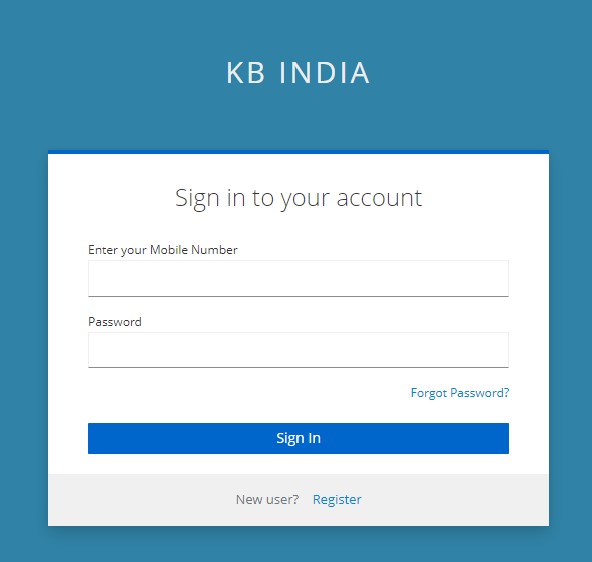 KB INDIA
Sign in to your account
Enter your Mobile Number
Password
Forgot Password?
Sign In
New user? Register